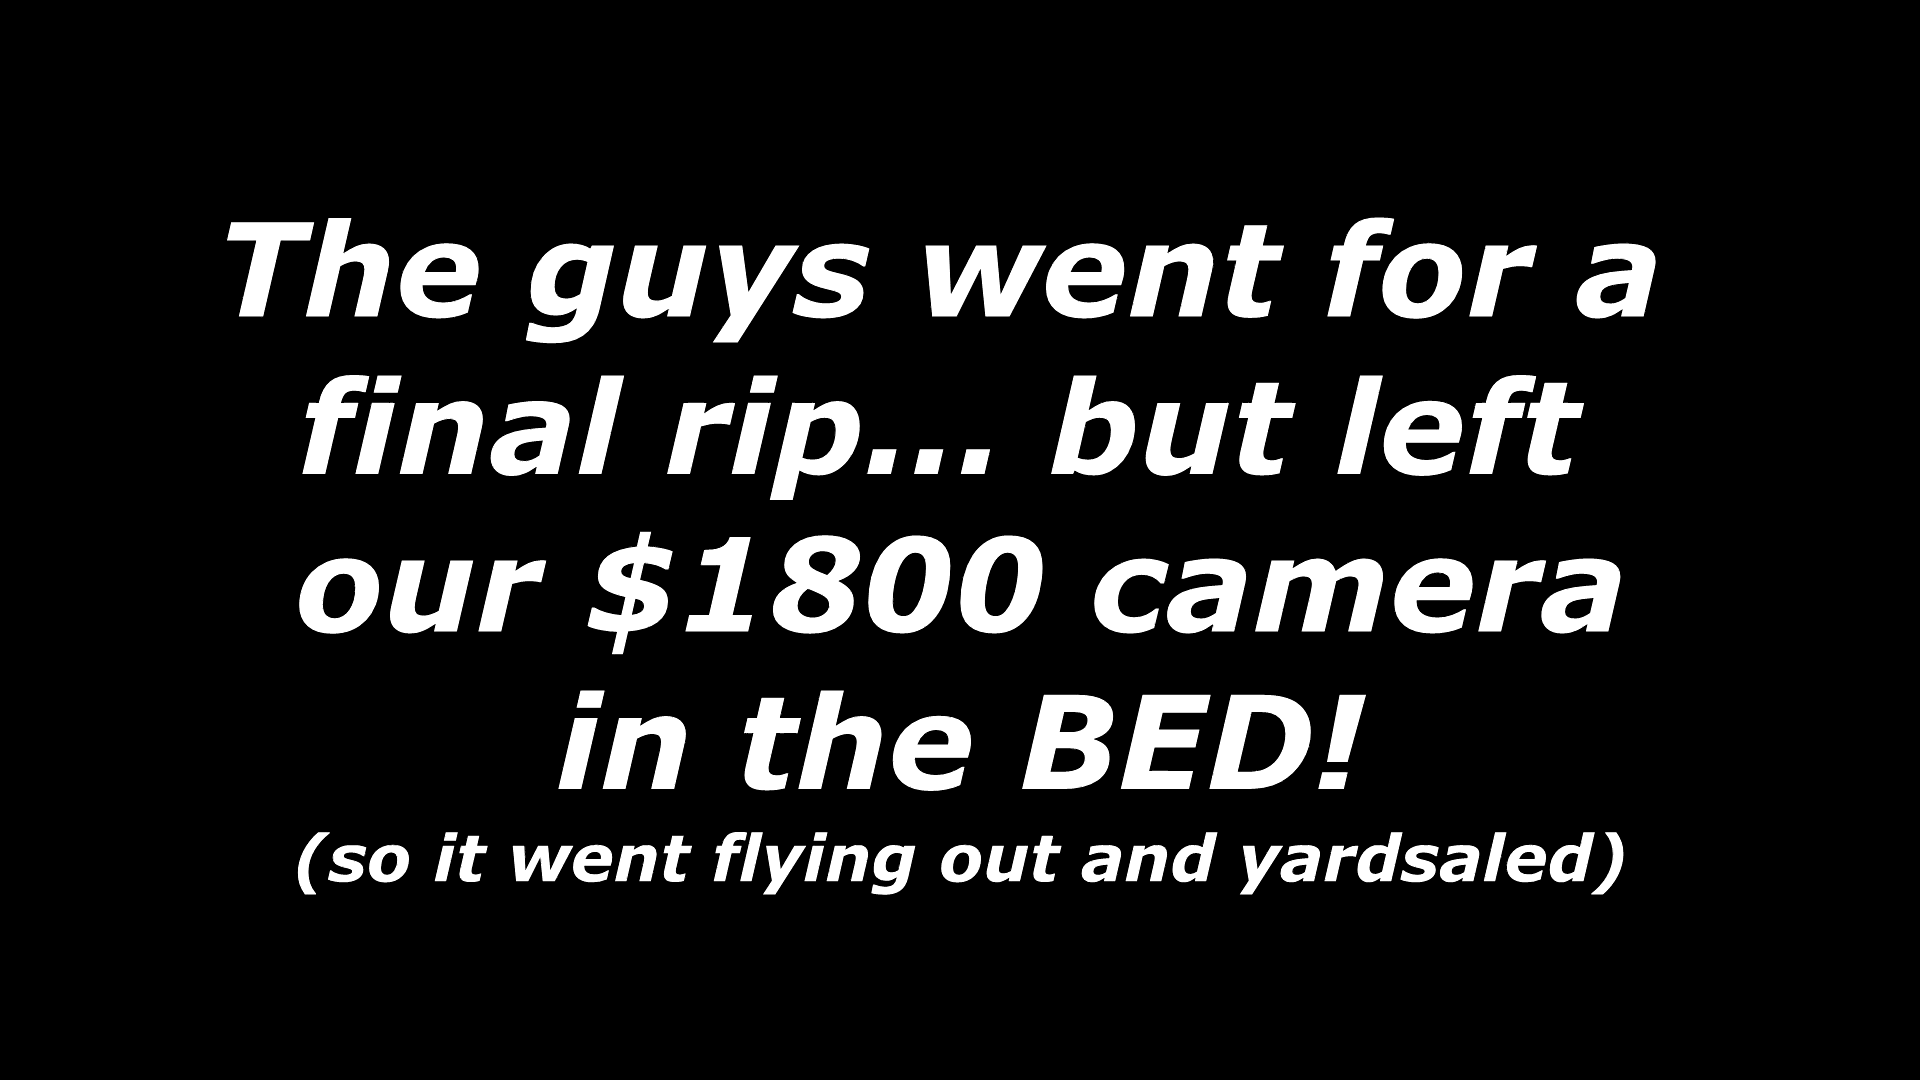 The guys went for a
final rip... but left
our $1800 camera
in the BED!
(so it went flying out and yardsaled)